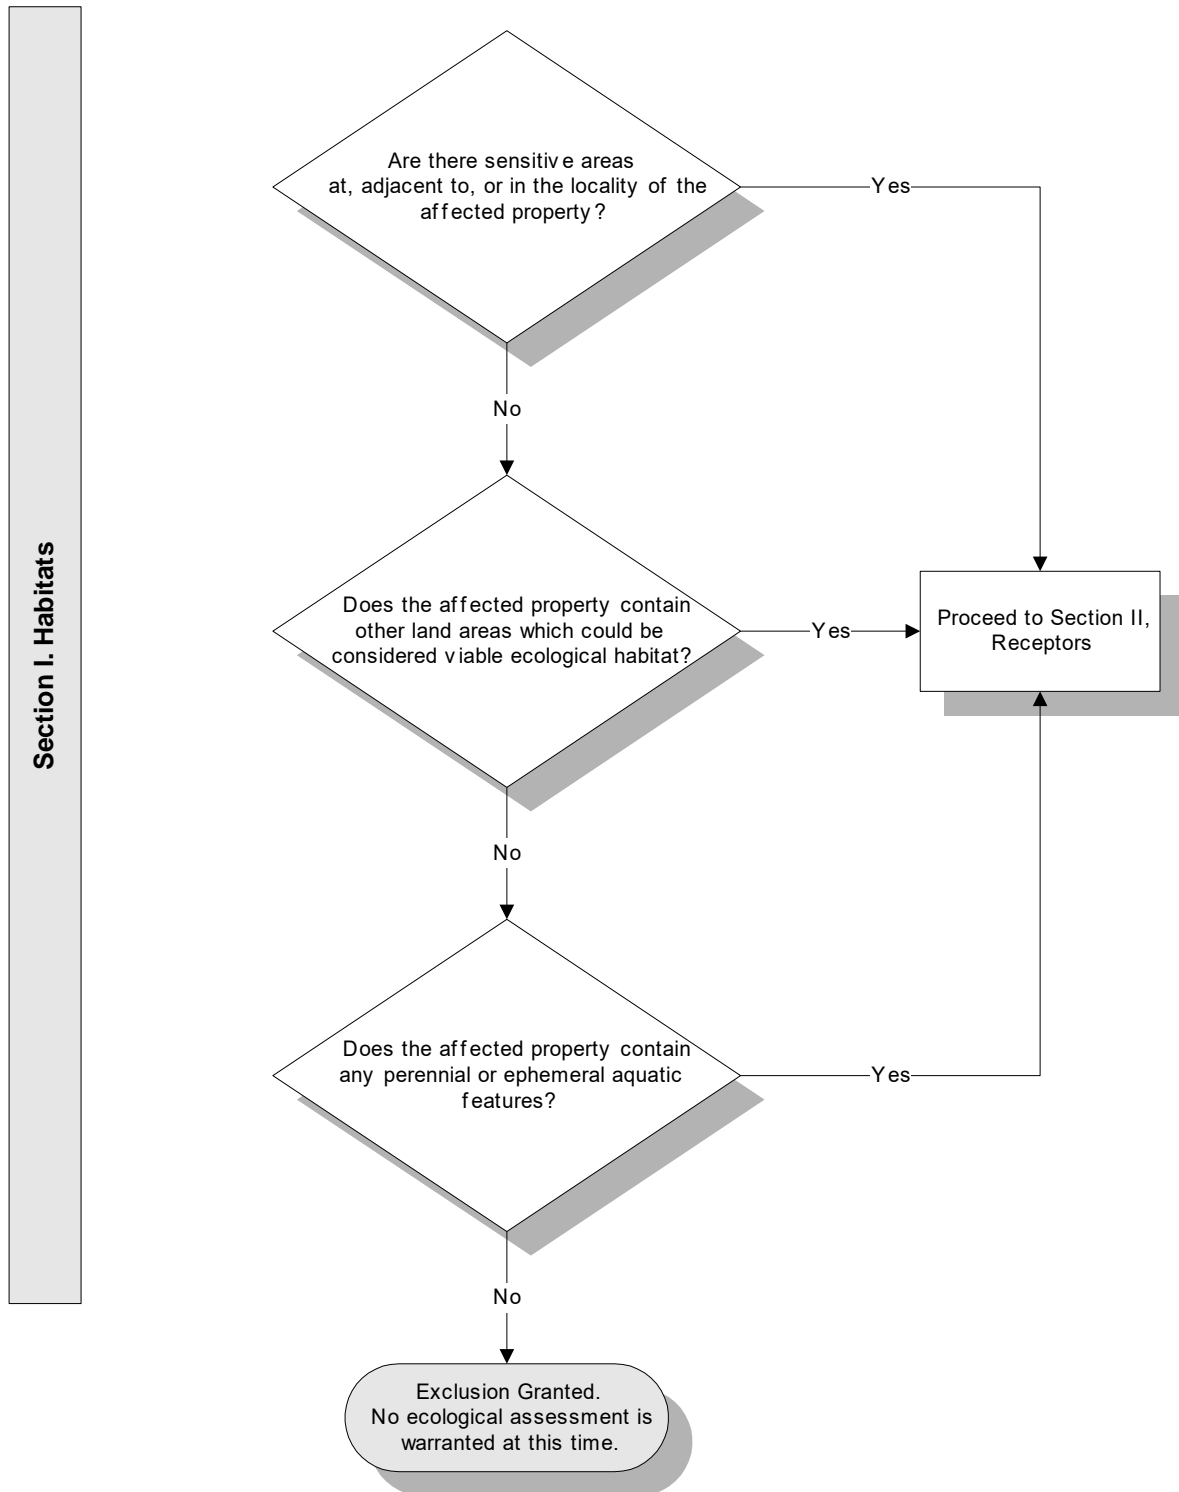 Section I. Habitats
Are there sensitive areas
at, adjacent to, or in the locality of the
affected property?
Yes
No
Does the affected property contain
other land areas which could be
considered viable ecological habitat?
Yes
Proceed to Section II,
Receptors
No
Does the affected property contain
any perennial or ephemeral aquatic
features?
Yes
No
Exclusion Granted.
No ecological assessment is
warranted at this time.